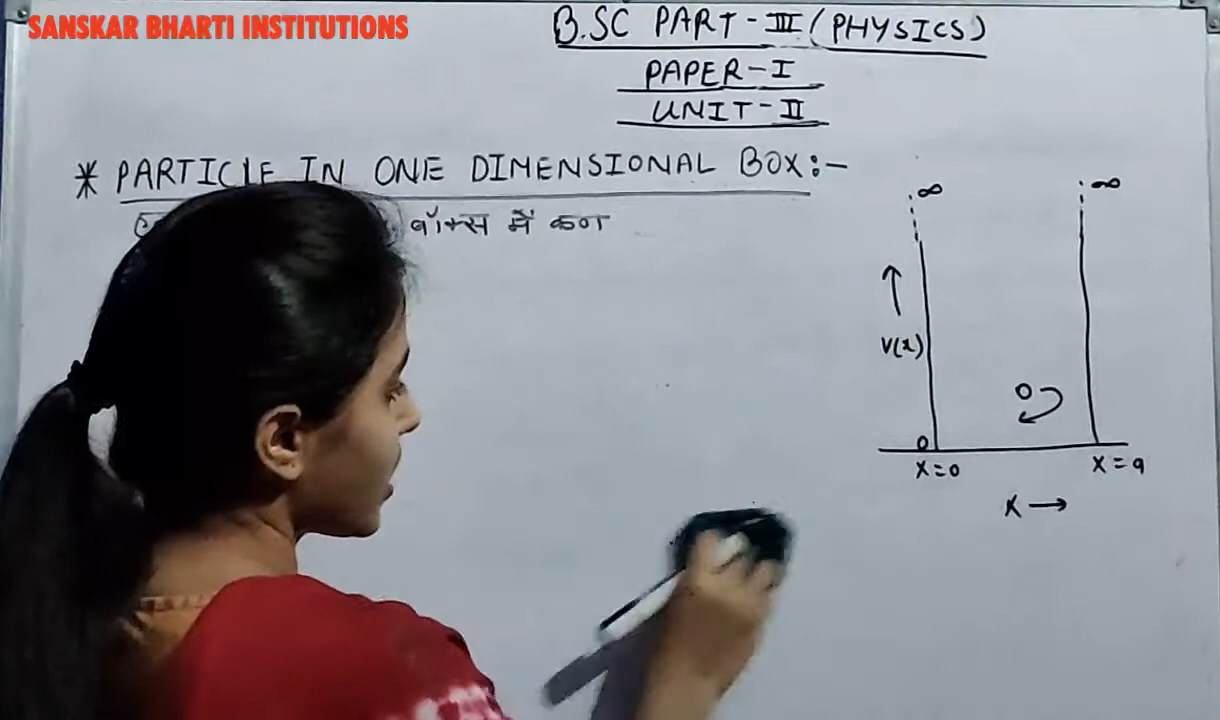 SANSKAR BHARTI INSTITUTIONS
B.SC PART-III (PHYSICS)
PAPER-I
UNIT-II
* PARTICLE IN ONE DIMENSIONAL BOX:-
बॉक्स में कण
∞ ∞
↑
V(x)
0
x=0 x=a
x →